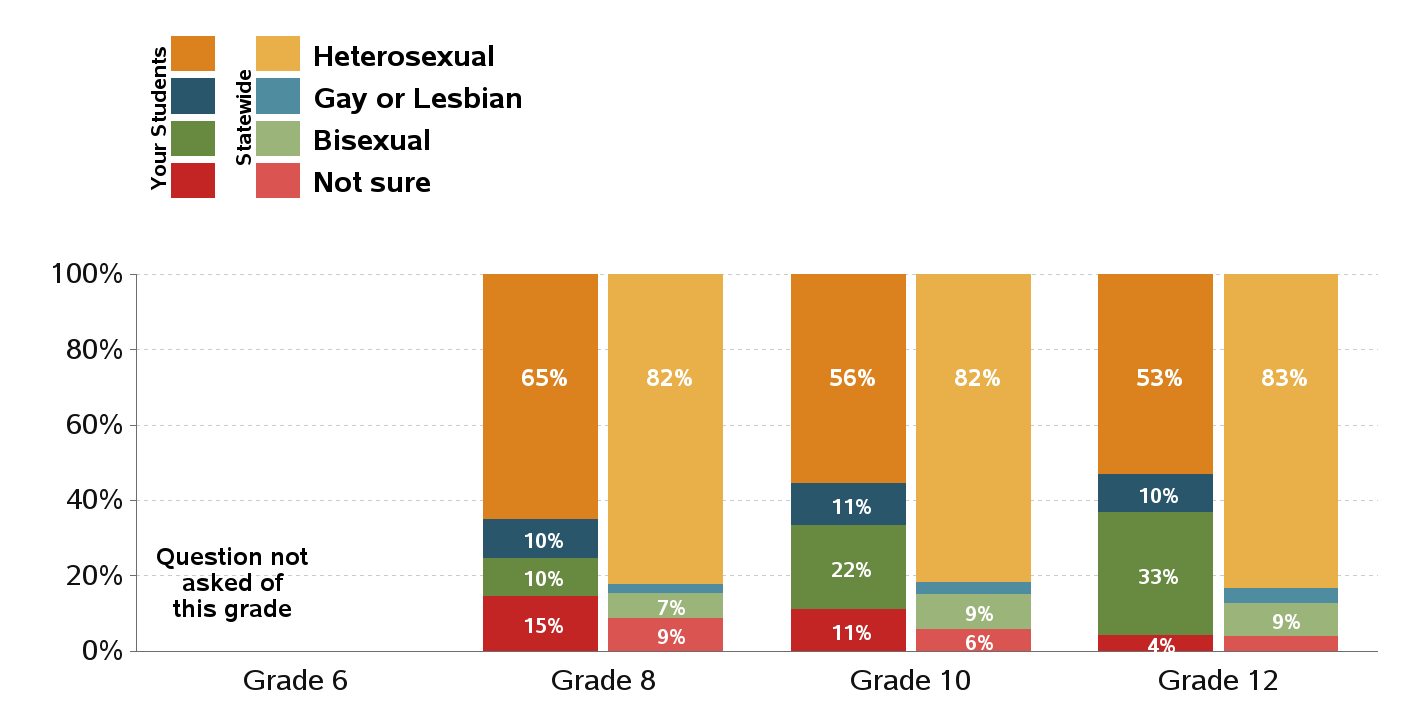 Your Students
Statewide
Heterosexual
Gay or Lesbian
Bisexual
Not sure
100%
80%
60%
40%
20%
0%
Question not
asked of
this grade
65%
10%
10%
15%
82%
7%
9%
56%
11%
22%
11%
82%
9%
6%
53%
10%
33%
4%
83%
9%
Grade 6
Grade 8
Grade 10
Grade 12